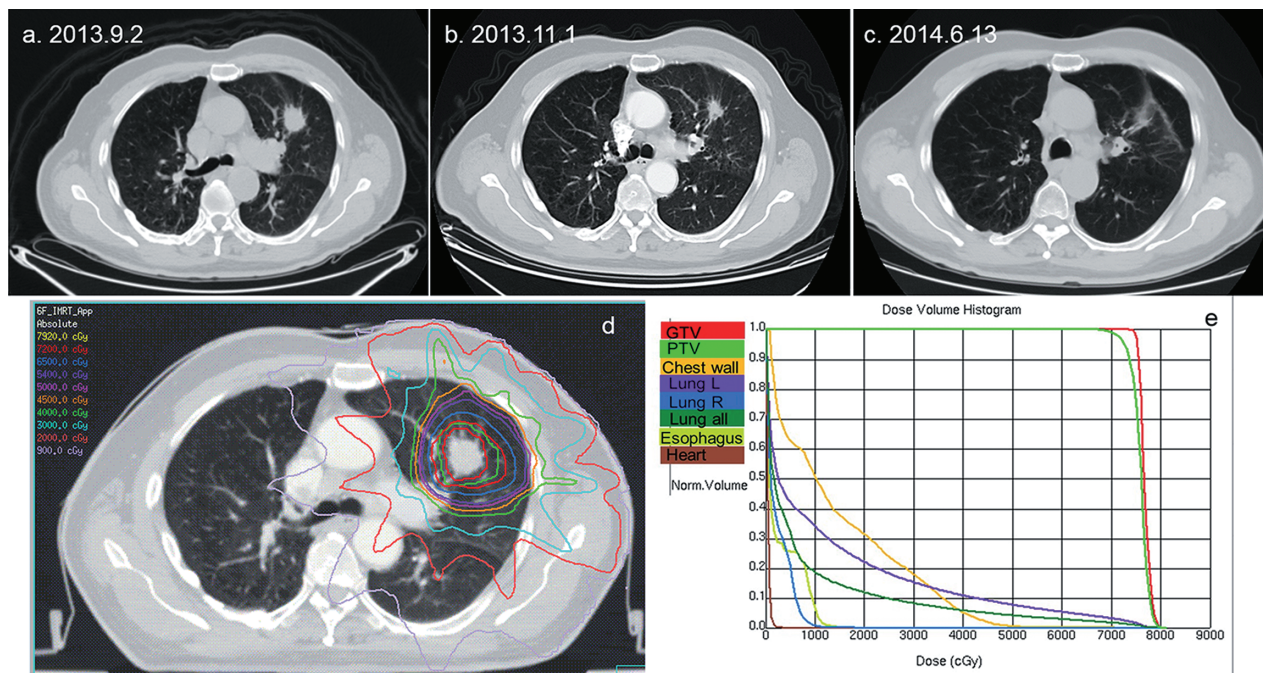 a. 2013.9.2
b. 2013.11.1
c. 2014.6.13
6F_IMRT_App
Absolute
7920.0 cGy
7200.0 cGy
6500.0 cGy
5400.0 cGy
5000.0 cGy
4500.0 cGy
4000.0 cGy
3000.0 cGy
2000.0 cGy
900.0 cGy
d
Dose Volume Histogram
e
GTV
PTV
Chest wall
Lung L
Lung R
Lung all
Esophagus
Heart
Norm.Volume
1.0
0.9
0.8
0.7
0.6
0.5
0.4
0.3
0.2
0.1
0.0
0 1000 2000 3000 4000 5000 6000 7000 8000 9000
Dose (cGy)